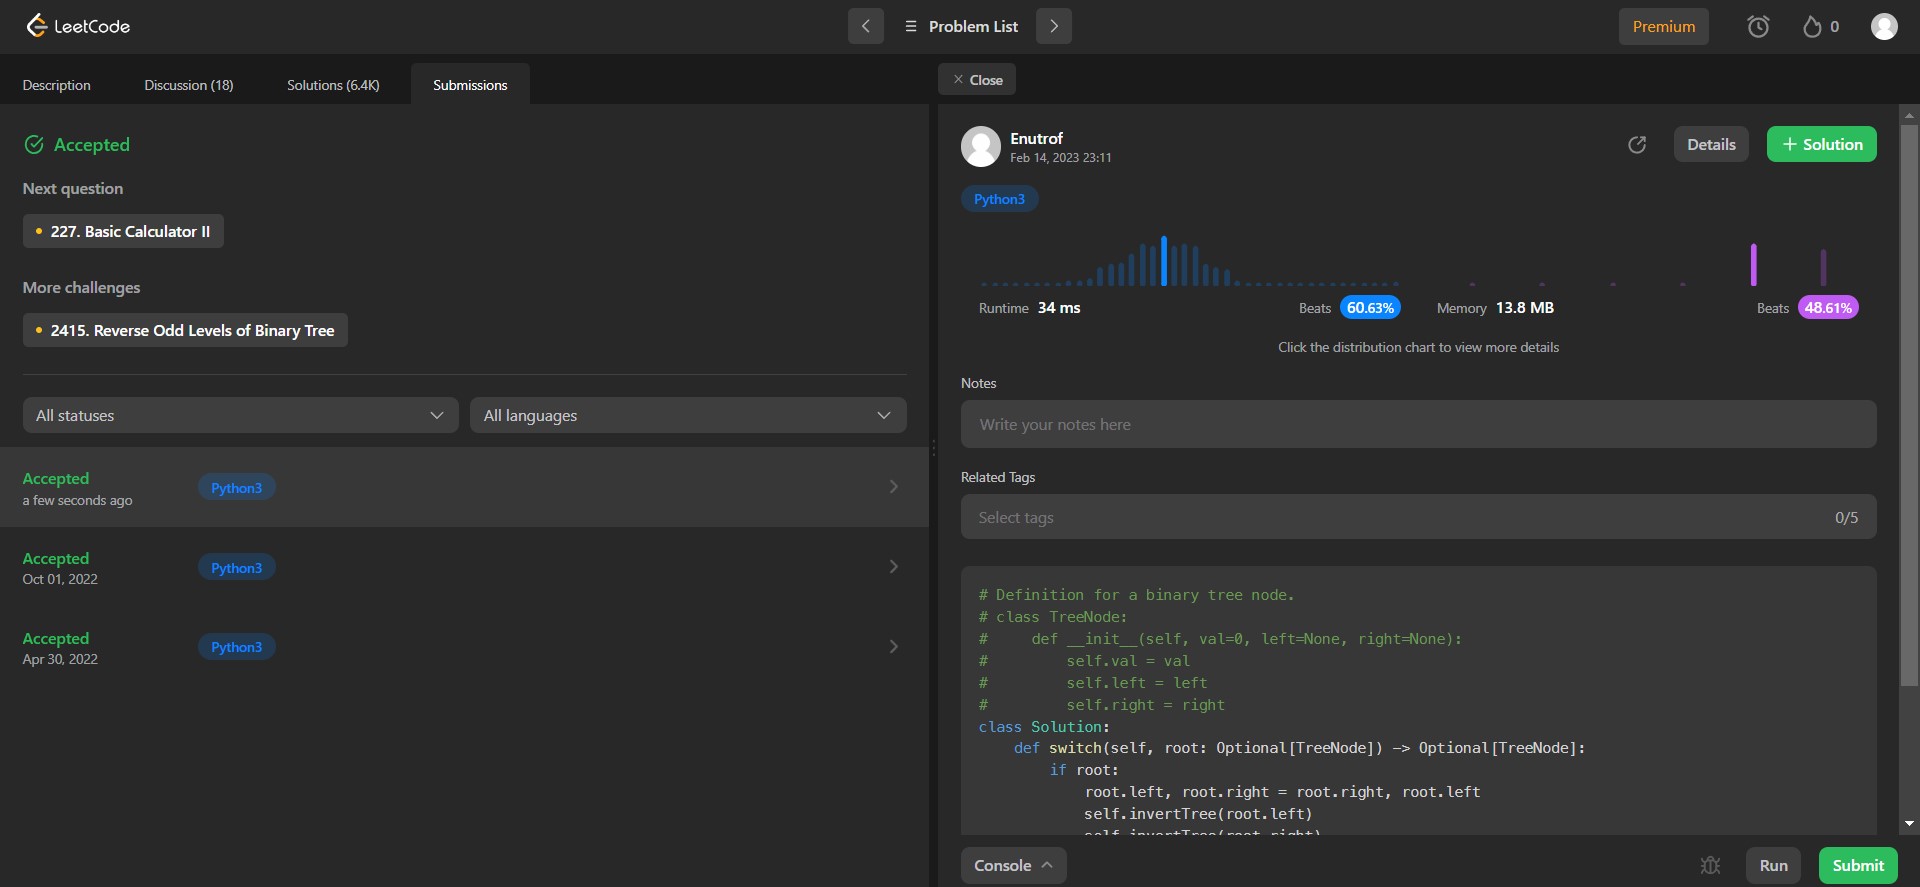 LeetCode
Problem List
Premium
0
Description
Discussion (18)
Solutions (6.4K)
Submissions
Close
Accepted
Next question
227. Basic Calculator II
More challenges
2415. Reverse Odd Levels of Binary Tree
All statuses
All languages
Accepted
a few seconds ago
Python3
Accepted
Oct 01, 2022
Python3
Accepted
Apr 30, 2022
Python3
Enutrof
Feb 14, 2023 23:11
Details
+ Solution
Python3
Runtime 34 ms
Beats 60.63%
Memory 13.8 MB
Beats 48.61%
Click the distribution chart to view more details
Notes
Write your notes here
Related Tags
Select tags
0/5
# Definition for a binary tree node.
# class TreeNode:
#     def __init__(self, val=0, left=None, right=None):
#         self.val = val
#         self.left = left
#         self.right = right
class Solution:
    def switch(self, root: Optional[TreeNode]) -> Optional[TreeNode]:
        if root:
            root.left, root.right = root.right, root.left
            self.invertTree(root.left)
            self.invertTree(root.right)
Console
Run
Submit